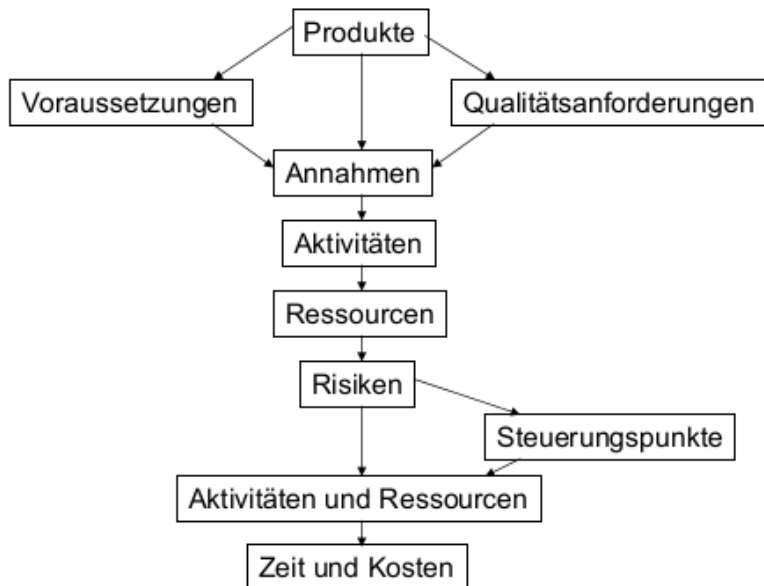 Produkte
Voraussetzungen
Qualitätsanforderungen
Annahmen
Aktivitäten
Ressourcen
Risiken
Steuerungspunkte
Aktivitäten und Ressourcen
Zeit und Kosten